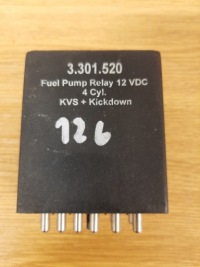 3.301.520
Fuel Pump Relay 12 VDC
4 Cyl.
KVS + Kickdown
126